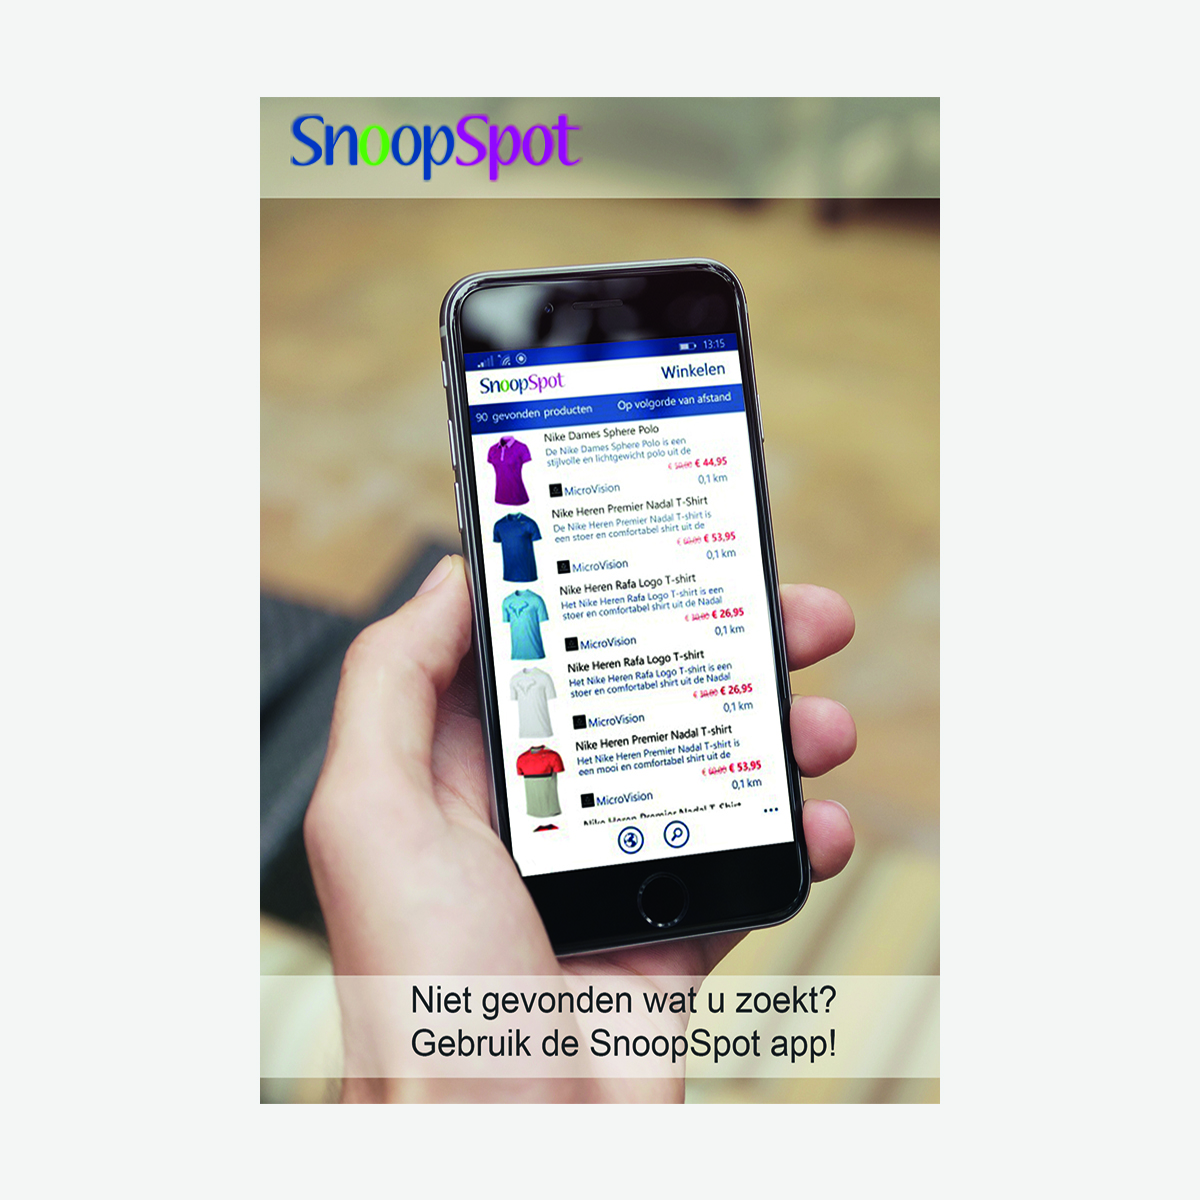 SnoopSpot
13:15
SnoopSpot Winkelen
90 gevonden producten Op volgorde van afstand
Nike Dames Sphere Polo
De Nike Dames Sphere Polo is een
stijlvolle en lichtgewicht polo uit de
€ 44,95
MicroVision 0,1 km
Nike Heren Premier Nadal T-Shirt
De Nike Heren Premier Nadal T-Shirt is
een stoer en comfortabel shirt uit de
€ 53,95
MicroVision 0,1 km
Nike Heren Rafa Logo T-shirt
Het Nike Heren Rafa Logo T-shirt is een
stoer en comfortabel shirt uit de Nadal
€ 26,95
MicroVision 0,1 km
Nike Heren Rafa Logo T-shirt
Het Nike Heren Rafa Logo T-shirt is een
stoer en comfortabel shirt uit de Nadal
€ 26,95
MicroVision 0,1 km
Nike Heren Premier Nadal T-shirt
Het Nike Heren Premier Nadal T-shirt is
een mooi en comfortabel shirt uit de
€ 53,95
MicroVision 0,1 km
Nike Heren Premier Nadal T-Shirt
Niet gevonden wat u zoekt?
Gebruik de SnoopSpot app!